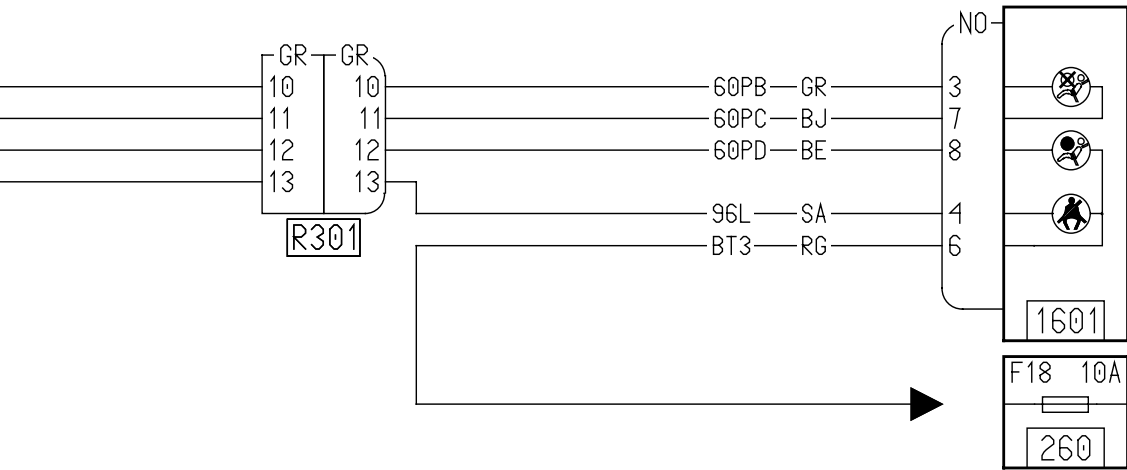 NO
GR GR
10 10 60PB GR 3
11 11 60PC BJ 7
12 12 60PD BE 8
13 13
96L SA 4
R301
BT3 RG 6
1601
F18 10A
260